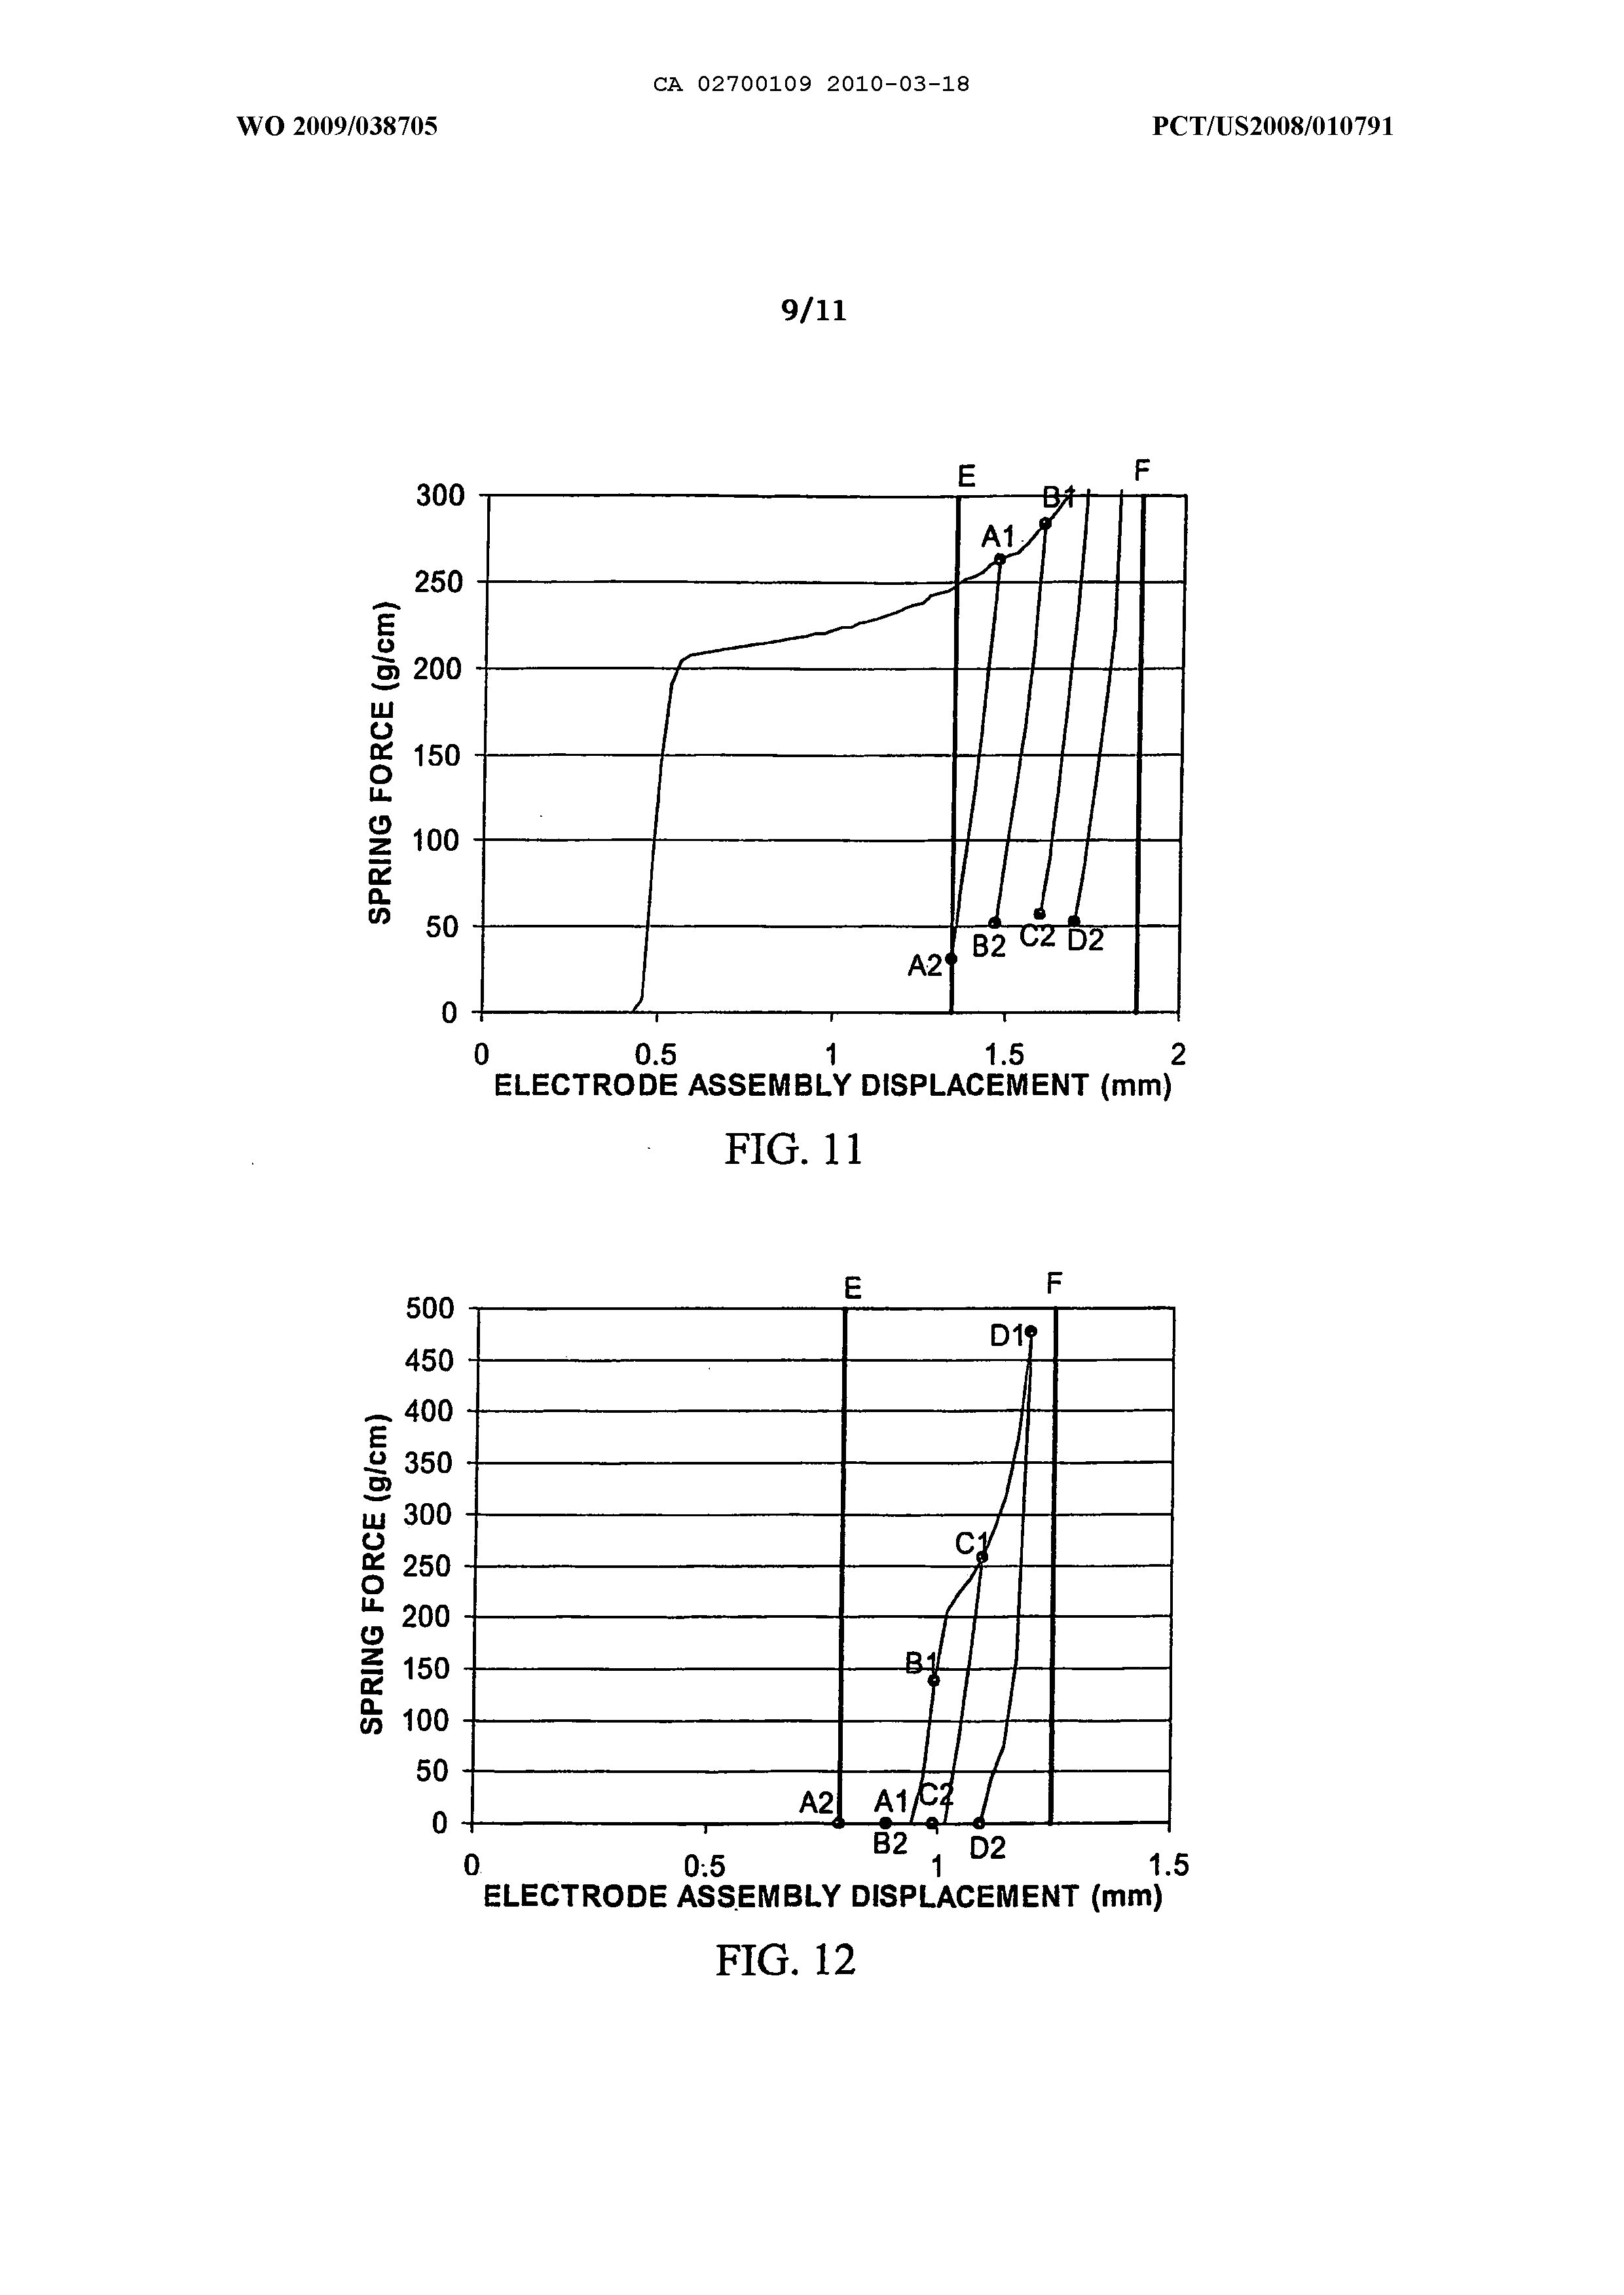 CA 02700109 2010-03-18
WO 2009/038705 PCT/US2008/010791
9/11
E F
300 B1
A1
250
200
150
100
50 B2 C2 D2
A2
0
SPRING FORCE (g/cm)
0 0.5 1 1.5 2
ELECTRODE ASSEMBLY DISPLACEMENT (mm)
FIG. 11
E F
500
D1
450
400
350
300
C1
250
200
150 B1
100
50
A2 A1 C2
0
B2 D2
SPRING FORCE (g/cm)
0 0.5 1 1.5
ELECTRODE ASSEMBLY DISPLACEMENT (mm)
FIG. 12